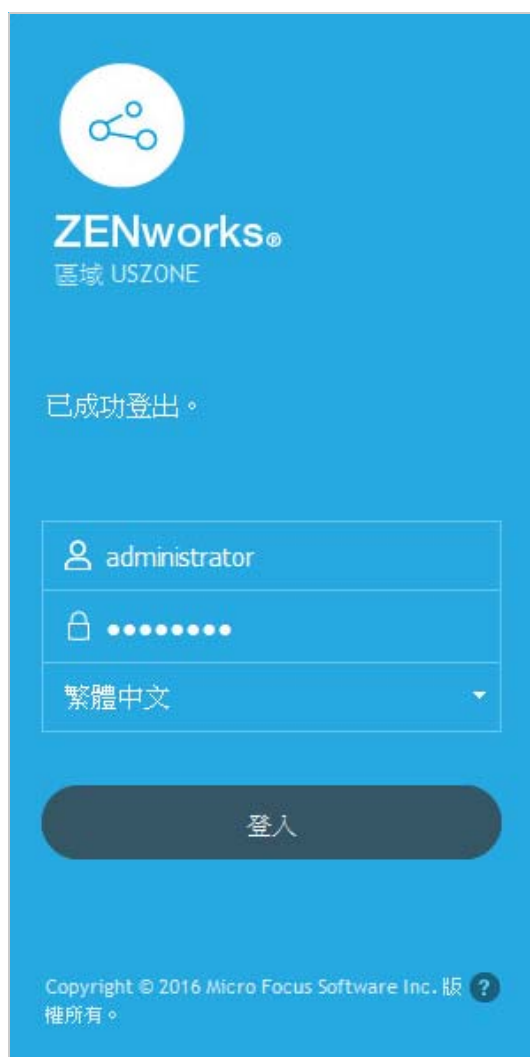 ZENworks®
區域 USZONE
已成功登出。
administrator
••••••••
繁體中文
登入
Copyright © 2016 Micro Focus Software Inc. 版 ?
權所有。